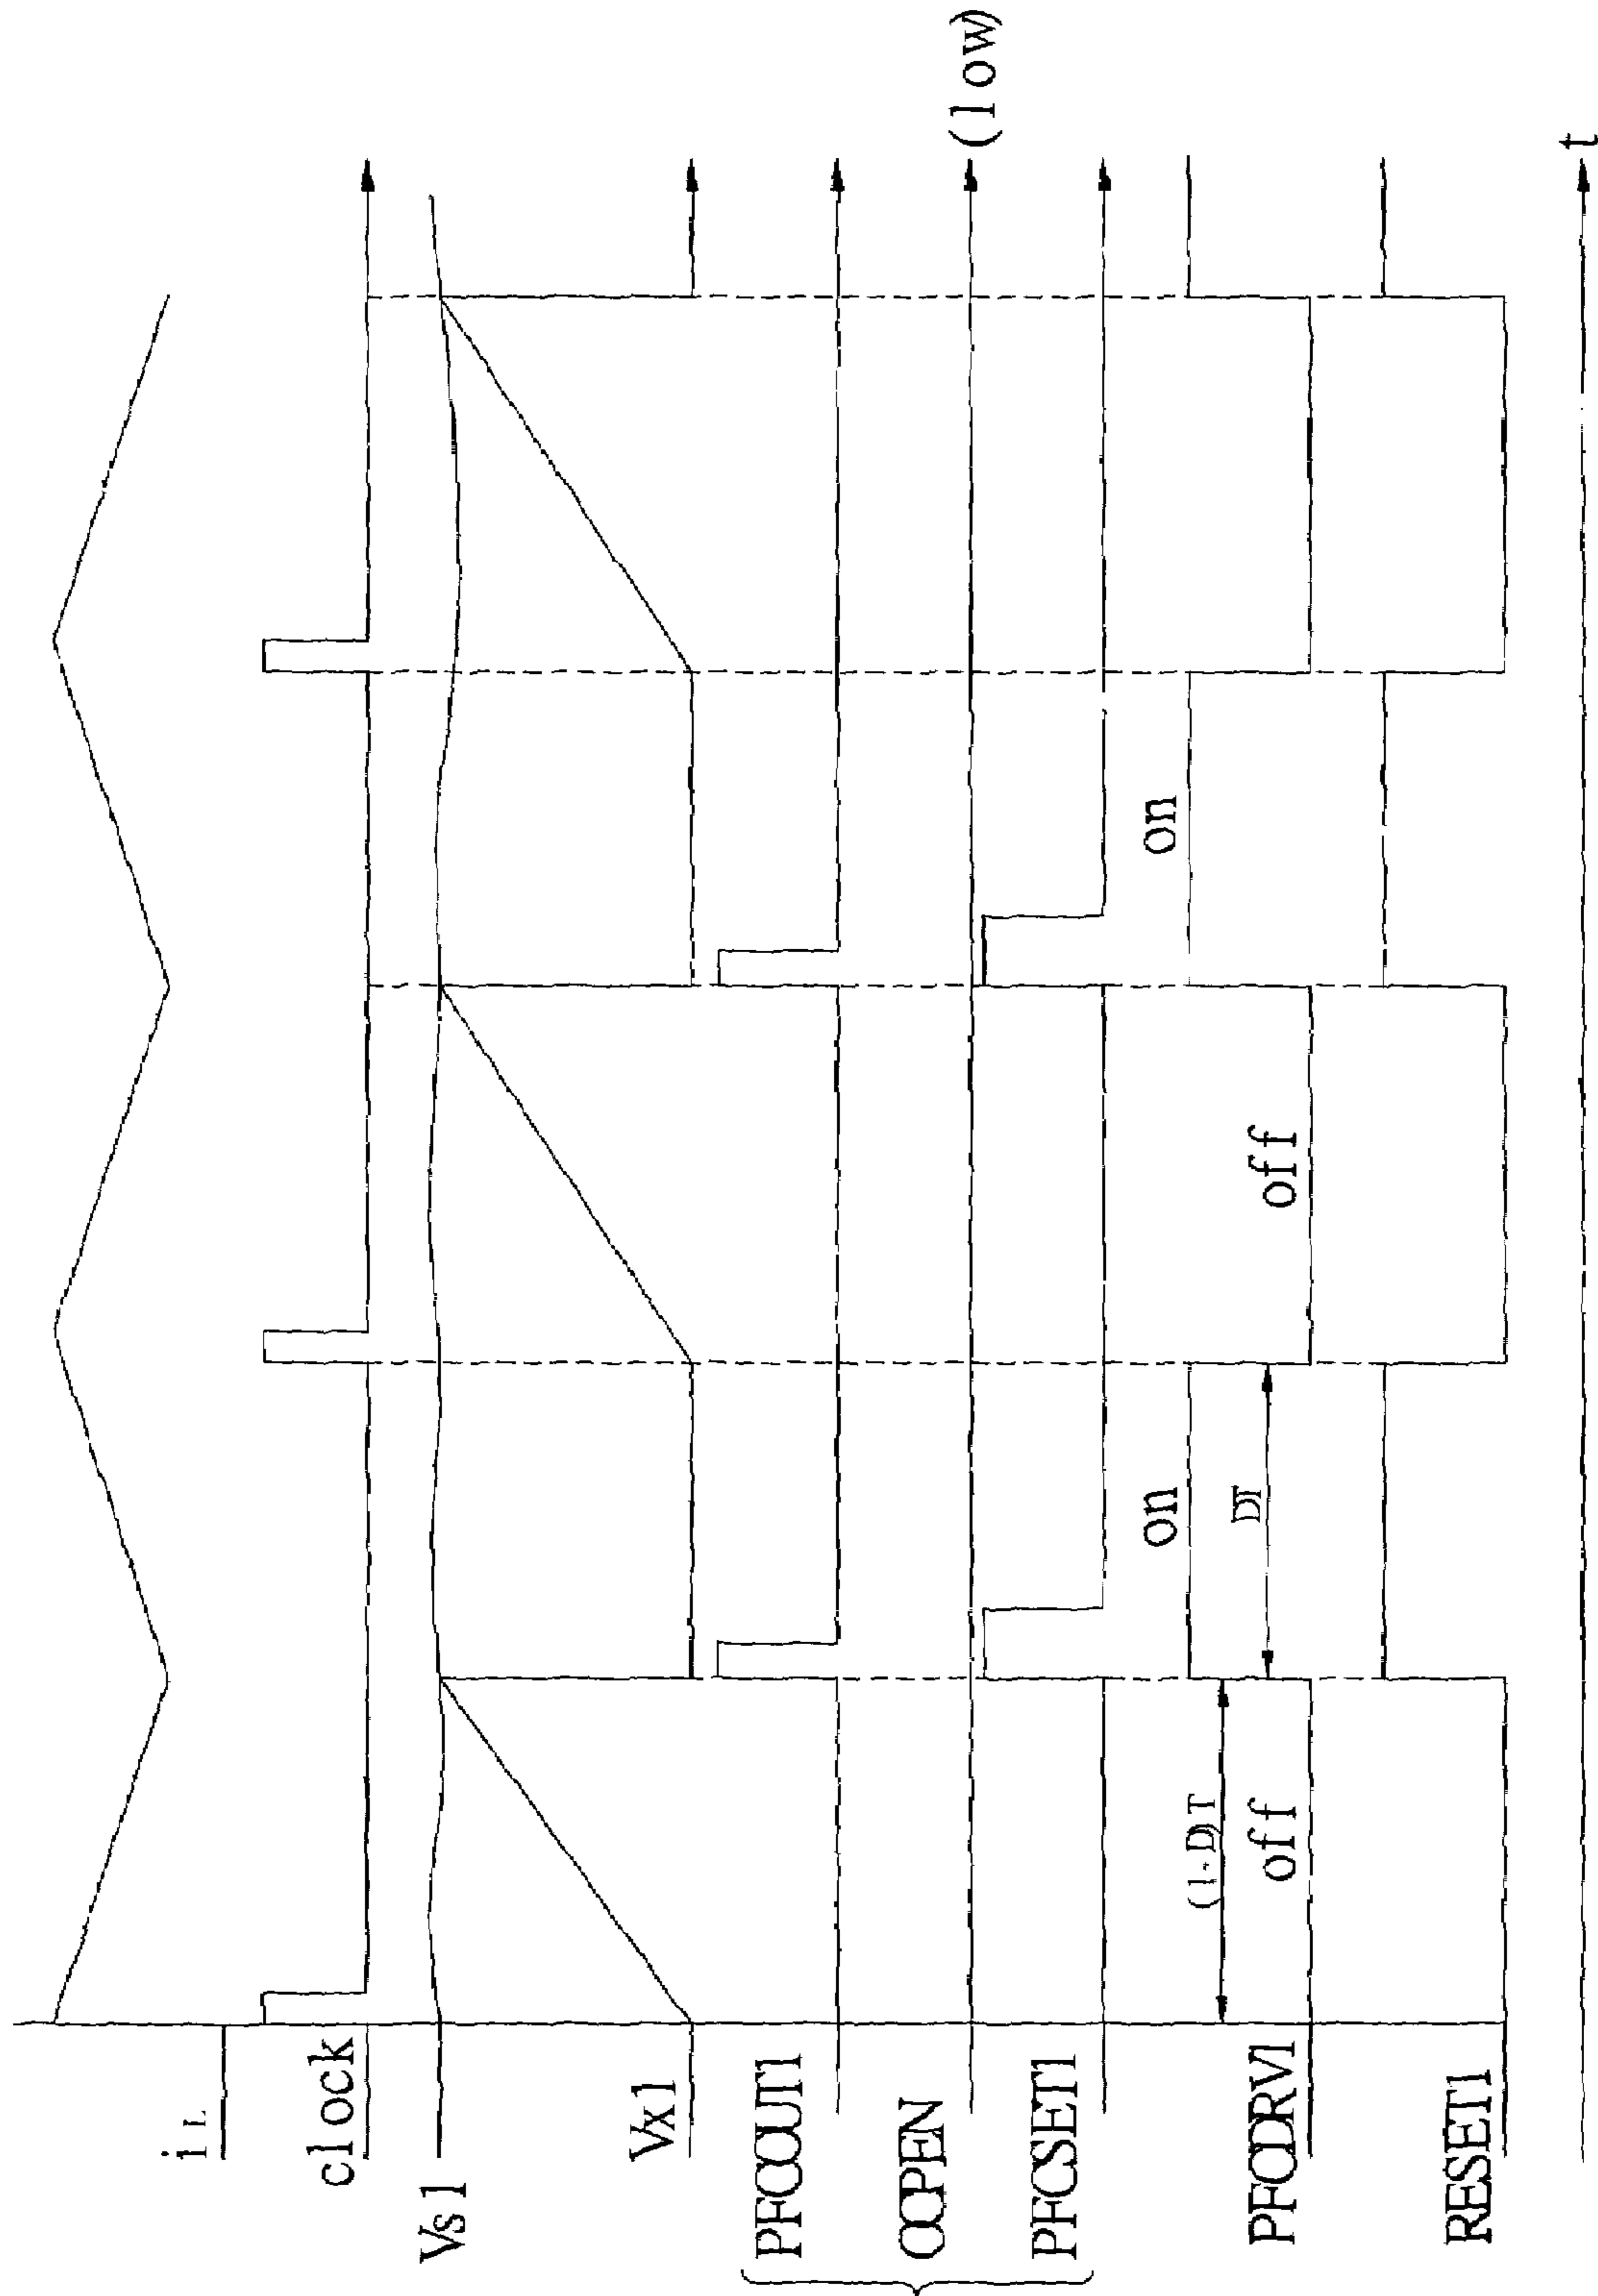 iL
clock
Vs1
Vx1
PFCOUT1
OCPEN
(low)
PFCSET1
PFCDRV1
(1-D)T
off
on
DT
off
on
RESET1
t